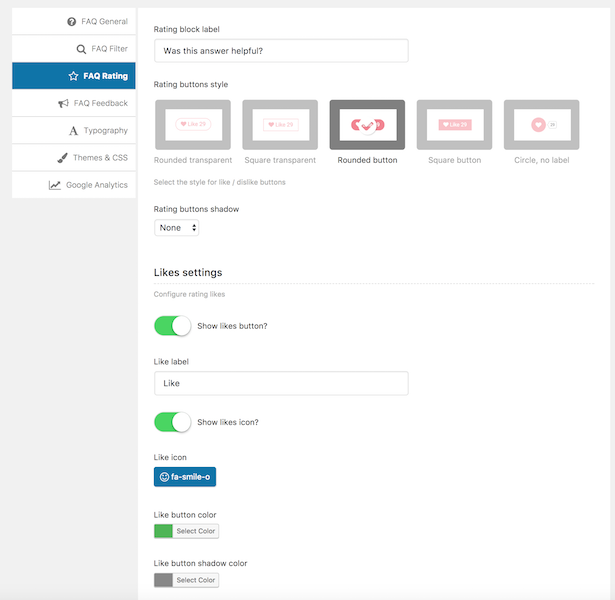 FAQ General
FAQ Filter
FAQ Rating
FAQ Feedback
Typography
Themes & CSS
Google Analytics
Rating block label
Was this answer helpful?
Rating buttons style
Like 29
Like 29
Like 29
Rounded transparent
Square transparent
Rounded button
Square button
Circle, no label
Select the style for like / dislike buttons
Rating buttons shadow
None
Likes settings
Configure rating likes
Show likes button?
Like label
Like
Show likes icon?
Like icon
fa-smile-o
Like button color
Select Color
Like button shadow color
Select Color